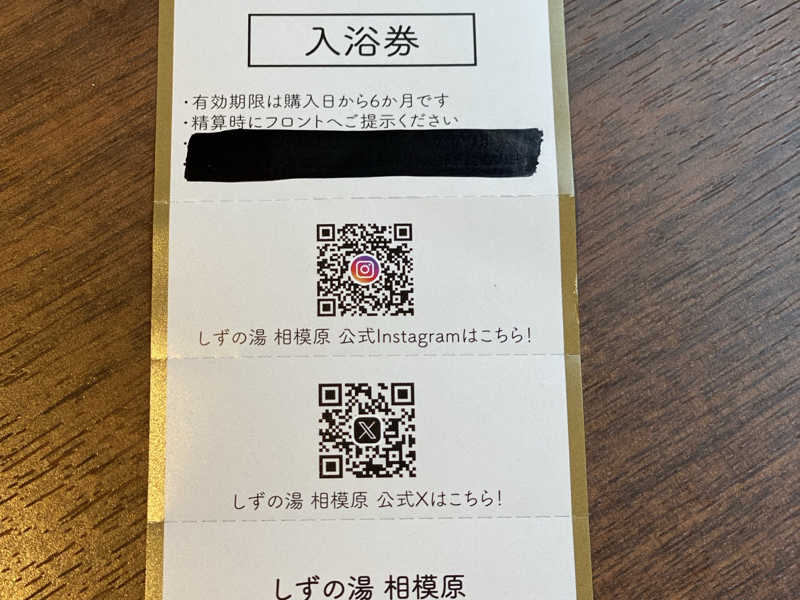 入浴券
・有効期限は購入日から6か月です
・精算時にフロントへご提示ください
しずの湯 相模原 公式Instagramはこちら!
しずの湯 相模原 公式Xはこちら!
しずの湯 相模原